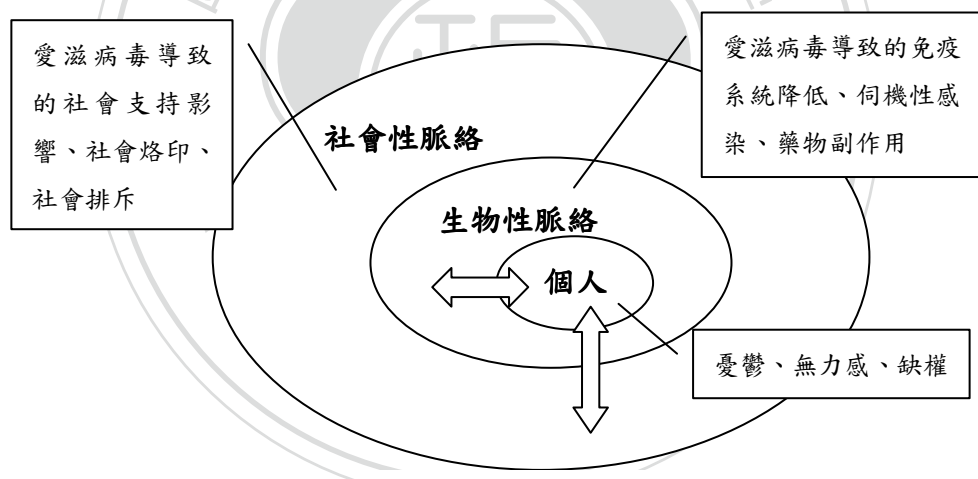 愛滋病毒導致
的社會支持影
響、社會烙印、
社會排斥
愛滋病毒導致的免疫
系統降低、伺機性感
染、藥物副作用
社會性脈絡
生物性脈絡
個人
憂鬱、無力感、缺權